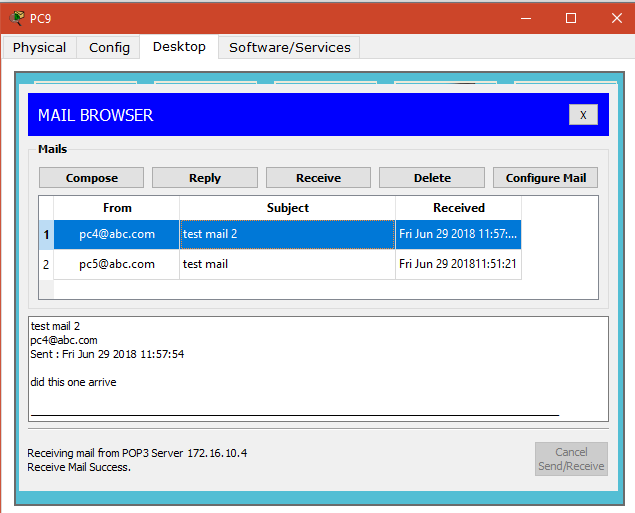 PC9
Physical Config Desktop Software/Services
MAIL BROWSER X
Mails
Compose Reply Receive Delete Configure Mail
From Subject Received
1 pc4@abc.com test mail 2 Fri Jun 29 2018 11:57:...
2 pc5@abc.com test mail Fri Jun 29 201811:51:21
test mail 2
pc4@abc.com
Sent : Fri Jun 29 2018 11:57:54
did this one arrive
Receiving mail from POP3 Server 172.16.10.4
Receive Mail Success.
Cancel
Send/Receive